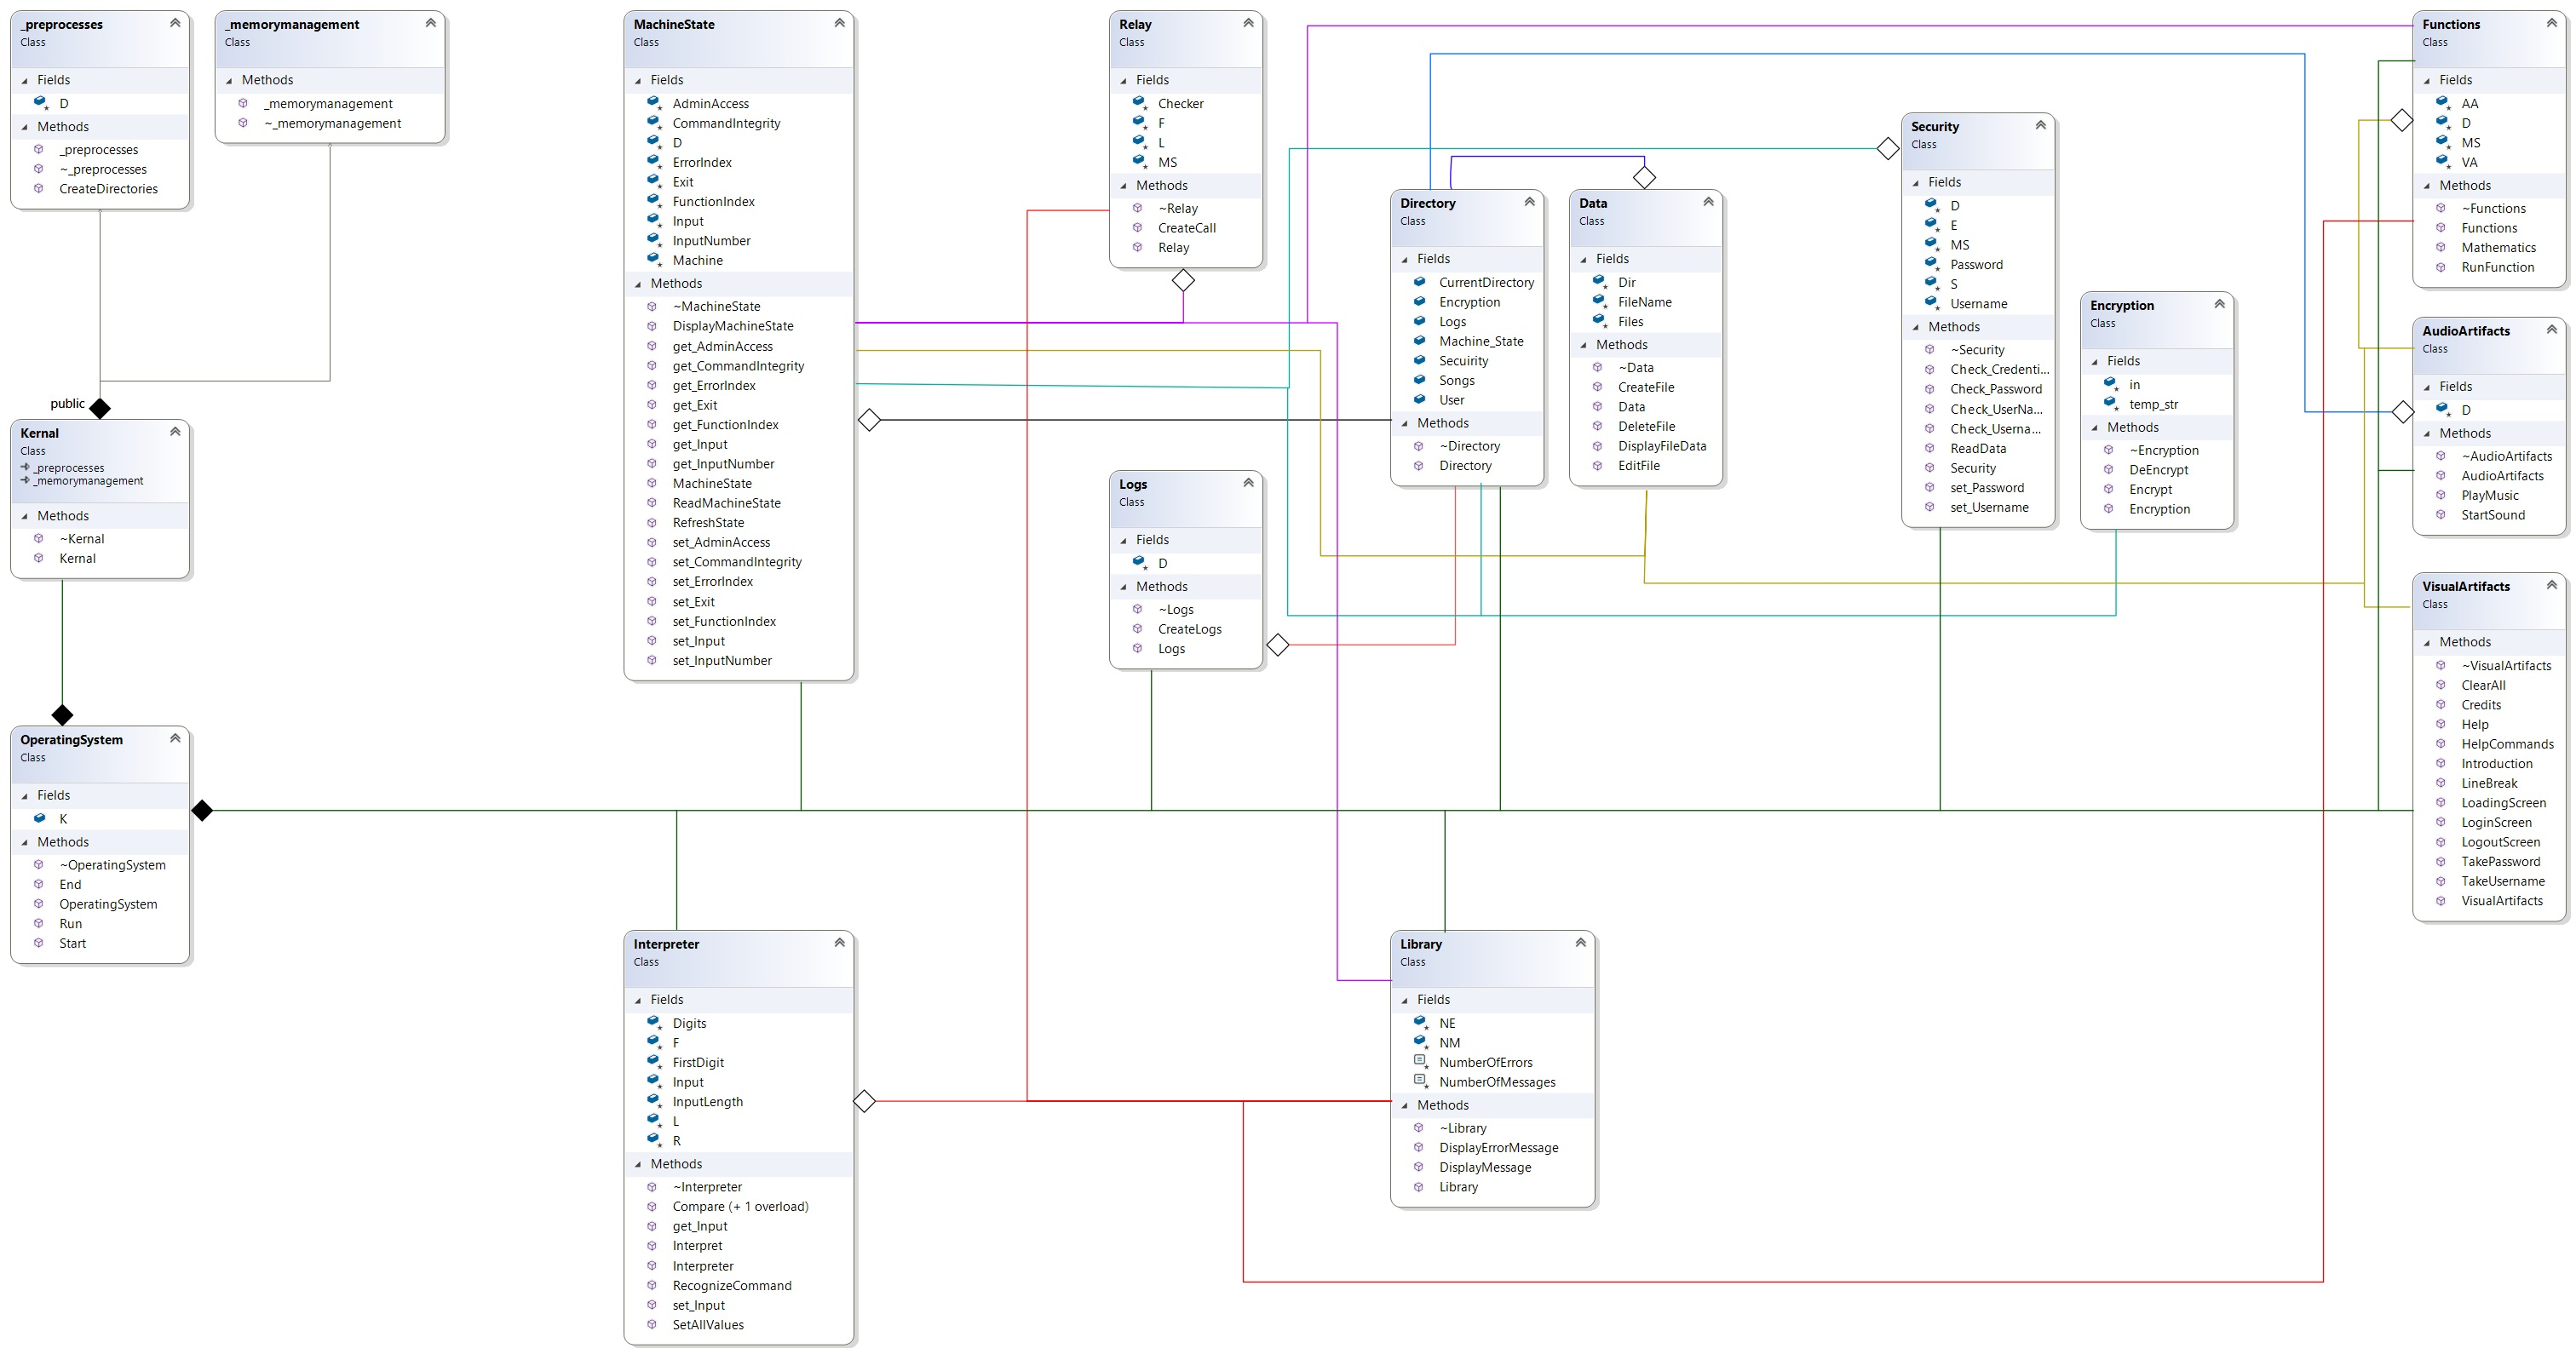 _preprocesses
Class
Fields
D
Methods
_preprocesses
~_preprocesses
CreateDirectories
_memorymanagement
Class
Methods
_memorymanagement
~_memorymanagement
public
Kernal
Class
_preprocesses
_memorymanagement
Methods
~Kernal
Kernal
OperatingSystem
Class
Fields
K
Methods
~OperatingSystem
End
OperatingSystem
Run
Start
MachineState
Class
Fields
AdminAccess
CommandIntegrity
D
ErrorIndex
Exit
FunctionIndex
Input
InputNumber
Machine
Methods
~MachineState
DisplayMachineState
get_AdminAccess
get_CommandIntegrity
get_ErrorIndex
get_Exit
get_FunctionIndex
get_Input
get_InputNumber
MachineState
ReadMachineState
RefreshState
set_AdminAccess
set_CommandIntegrity
set_ErrorIndex
set_Exit
set_FunctionIndex
set_Input
set_InputNumber
Interpreter
Class
Fields
Digits
F
FirstDigit
Input
InputLength
L
R
Methods
~Interpreter
Compare (+ 1 overload)
get_Input
Interpret
Interpreter
RecognizeCommand
set_Input
SetAllValues
Relay
Class
Fields
Checker
F
L
MS
Methods
~Relay
CreateCall
Relay
Logs
Class
Fields
D
Methods
~Logs
CreateLogs
Logs
Directory
Class
Fields
CurrentDirectory
Encryption
Logs
Machine_State
Secuirity
Songs
User
Methods
~Directory
Directory
Data
Class
Fields
Dir
FileName
Files
Methods
~Data
CreateFile
Data
DeleteFile
DisplayFileData
EditFile
Library
Class
Fields
NE
NM
NumberOfErrors
NumberOfMessages
Methods
~Library
DisplayErrorMessage
DisplayMessage
Library
Security
Class
Fields
D
E
MS
Password
S
Username
Methods
~Security
Check_Credenti...
Check_Password
Check_UserNa...
Check_Userna...
ReadData
Security
set_Password
set_Username
Encryption
Class
Fields
in
temp_str
Methods
~Encryption
DeEncrypt
Encrypt
Encryption
Functions
Class
Fields
AA
D
MS
VA
Methods
~Functions
Functions
Mathematics
RunFunction
AudioArtifacts
Class
Fields
D
Methods
~AudioArtifacts
AudioArtifacts
PlayMusic
StartSound
VisualArtifacts
Class
Methods
~VisualArtifacts
ClearAll
Credits
Help
HelpCommands
Introduction
LineBreak
LoadingScreen
LoginScreen
LogoutScreen
TakePassword
TakeUsername
VisualArtifacts